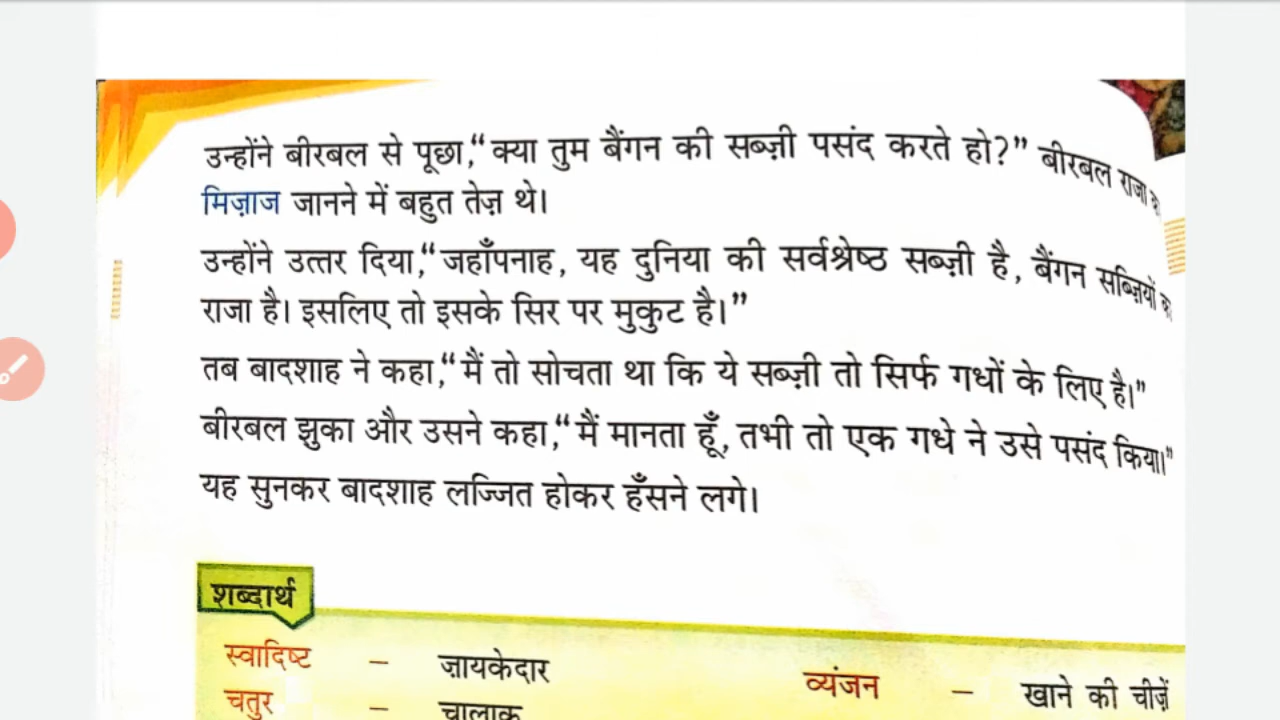 उन्होंने बीरबल से पूछा,“क्या तुम बैंगन की सब्ज़ी पसंद करते हो?” बीरबल राजा का
मिज़ाज जानने में बहुत तेज़ थे।
उन्होंने उत्तर दिया,“जहाँपनाह, यह दुनिया की सर्वश्रेष्ठ सब्ज़ी है, बैंगन सब्ज़ियों का
राजा है। इसलिए तो इसके सिर पर मुकुट है।”
तब बादशाह ने कहा,“मैं तो सोचता था कि ये सब्ज़ी तो सिर्फ गधों के लिए है।”
बीरबल झुका और उसने कहा,“मैं मानता हूँ, तभी तो एक गधे ने उसे पसंद किया।”
यह सुनकर बादशाह लज्जित होकर हँसने लगे।
शब्दार्थ
स्वादिष्ट – ज़ायकेदार व्यंजन – खाने की चीज़ें
चतुर – चालाक